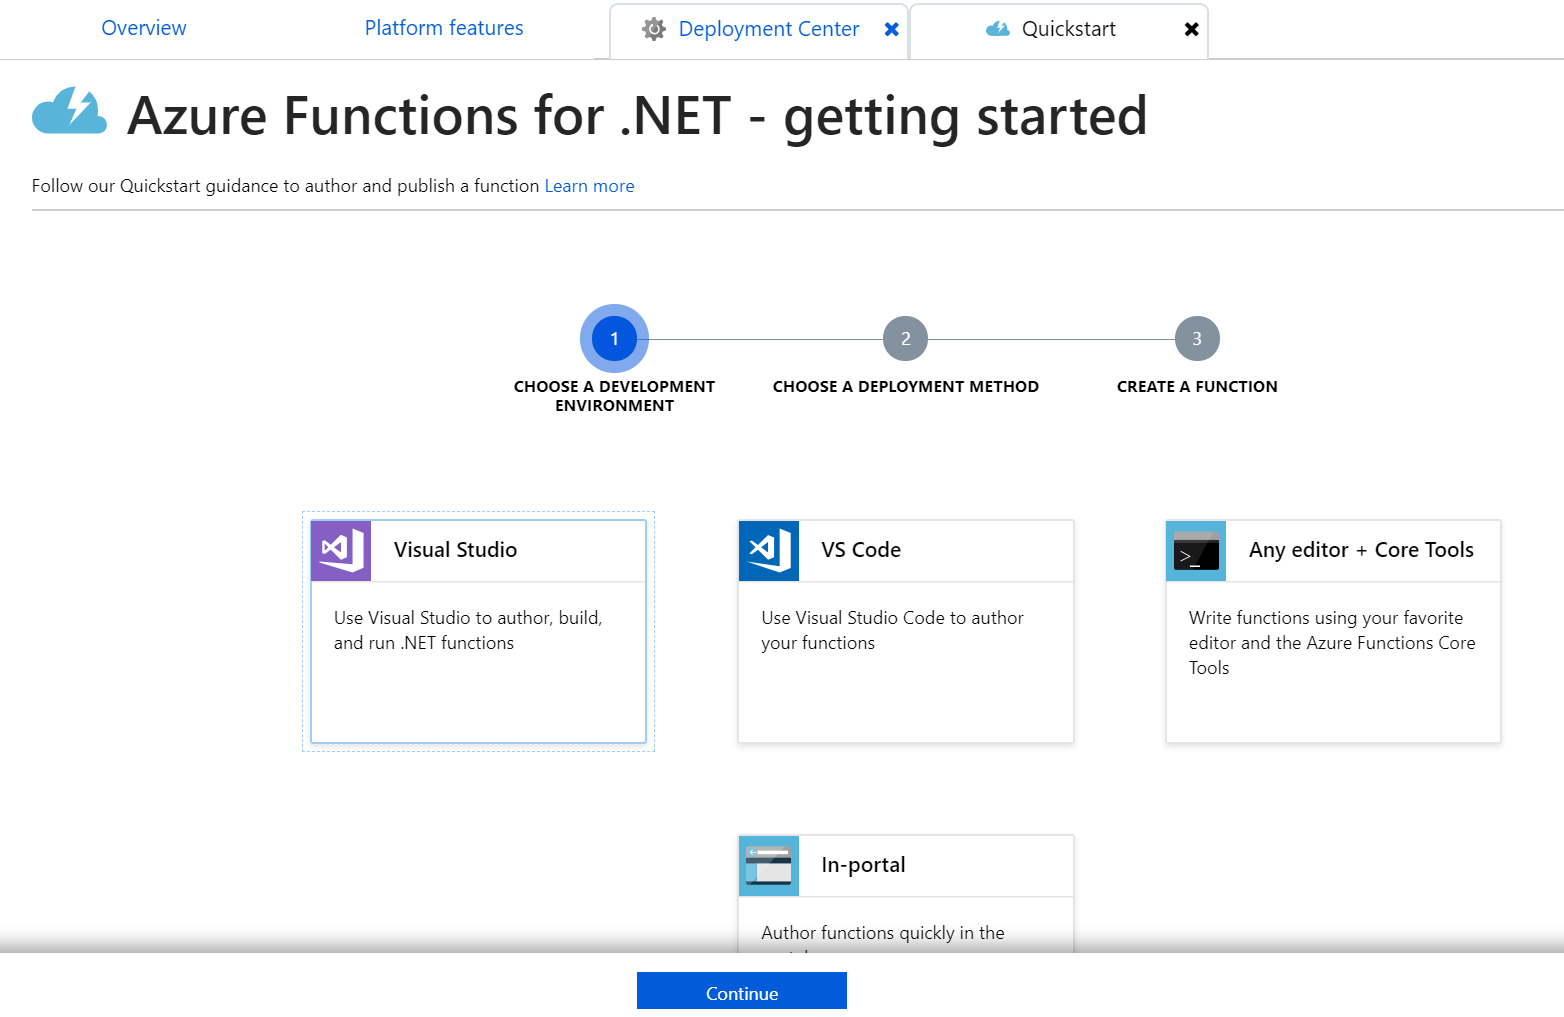 Overview
Platform features
Deployment Center
Quickstart
Azure Functions for .NET - getting started
Follow our Quickstart guidance to author and publish a function Learn more
1
2
3
CHOOSE A DEVELOPMENT
ENVIRONMENT
CHOOSE A DEPLOYMENT METHOD
CREATE A FUNCTION
Visual Studio
Use Visual Studio to author, build,
and run .NET functions
VS Code
Use Visual Studio Code to author
your functions
Any editor + Core Tools
Write functions using your favorite
editor and the Azure Functions Core
Tools
In-portal
Author functions quickly in the
Continue